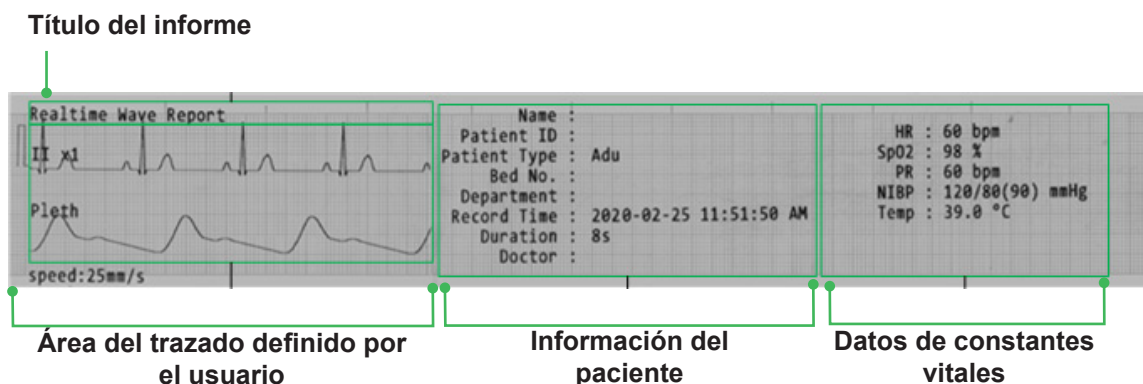 Título del informe
Realtime Wave Report
II x1
Pleth
speed:25mm/s
Name :
Patient ID :
Patient Type : Adu
Bed No. :
Department :
Record Time : 2020-02-25 11:51:50 AM
Duration : 8s
Doctor :
HR : 60 bpm
SpO2 : 98 %
PR : 60 bpm
NIBP : 120/80(90) mmHg
Temp : 39.0 °C
Área del trazado definido por
el usuario
Información del
paciente
Datos de constantes
vitales